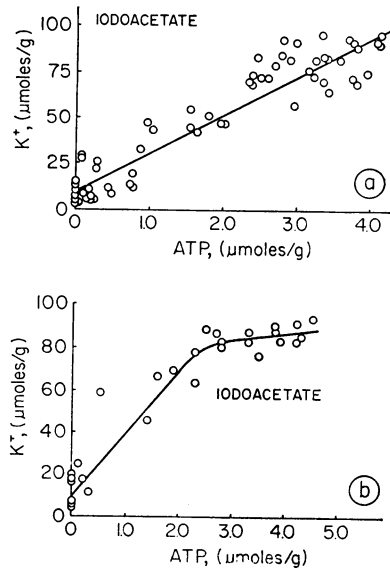 IODOACETATE
100
75
50
25
0
K⁺, (μmoles/g)
0
1.0
2.0
3.0
4.0
ATP, (μmoles/g)
a
100
80
60
40
20
0
K⁺, (μmoles/g)
IODOACETATE
0
1.0
2.0
3.0
4.0
5.0
ATP, (μmoles/g)
b